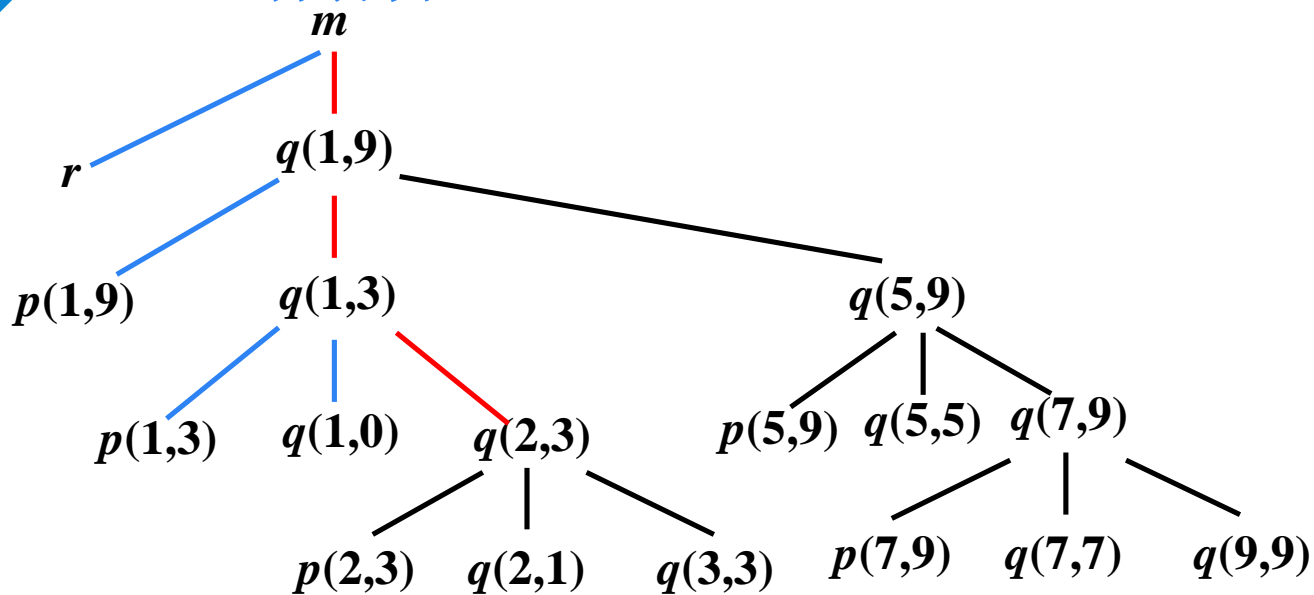 m
r q(1,9)
p(1,9) q(1,3) q(5,9)
p(1,3) q(1,0) q(2,3) p(5,9) q(5,5) q(7,9)
p(2,3) q(2,1) q(3,3) p(7,9) q(7,7) q(9,9)